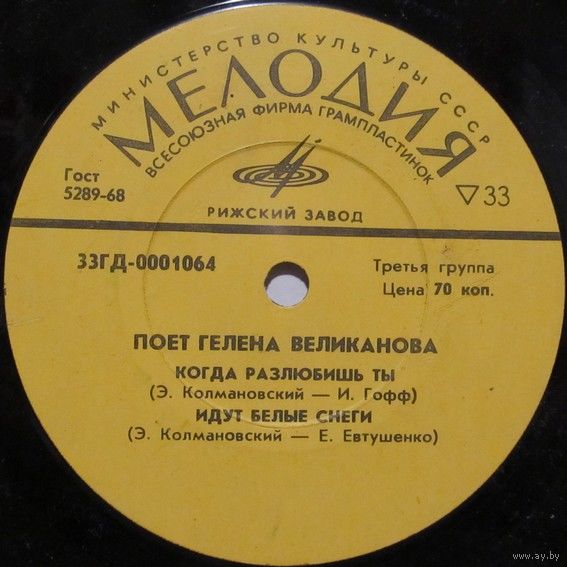 МИНИСТЕРСТВО КУЛЬТУРЫ СССР
МЕЛОДИЯ
ВСЕСОЮЗНАЯ ФИРМА ГРАМПЛАСТИНОК
Гост
5289-68
▽33
РИЖСКИЙ ЗАВОД
33ГД-0001064
Третья группа
Цена 70 коп.
ПОЕТ ГЕЛЕНА ВЕЛИКАНОВА
КОГДА РАЗЛЮБИШЬ ТЫ
(Э. Колмановский — И. Гофф)
ИДУТ БЕЛЫЕ СНЕГИ
(Э. Колмановский — Е. Евтушенко)
www.ay.by